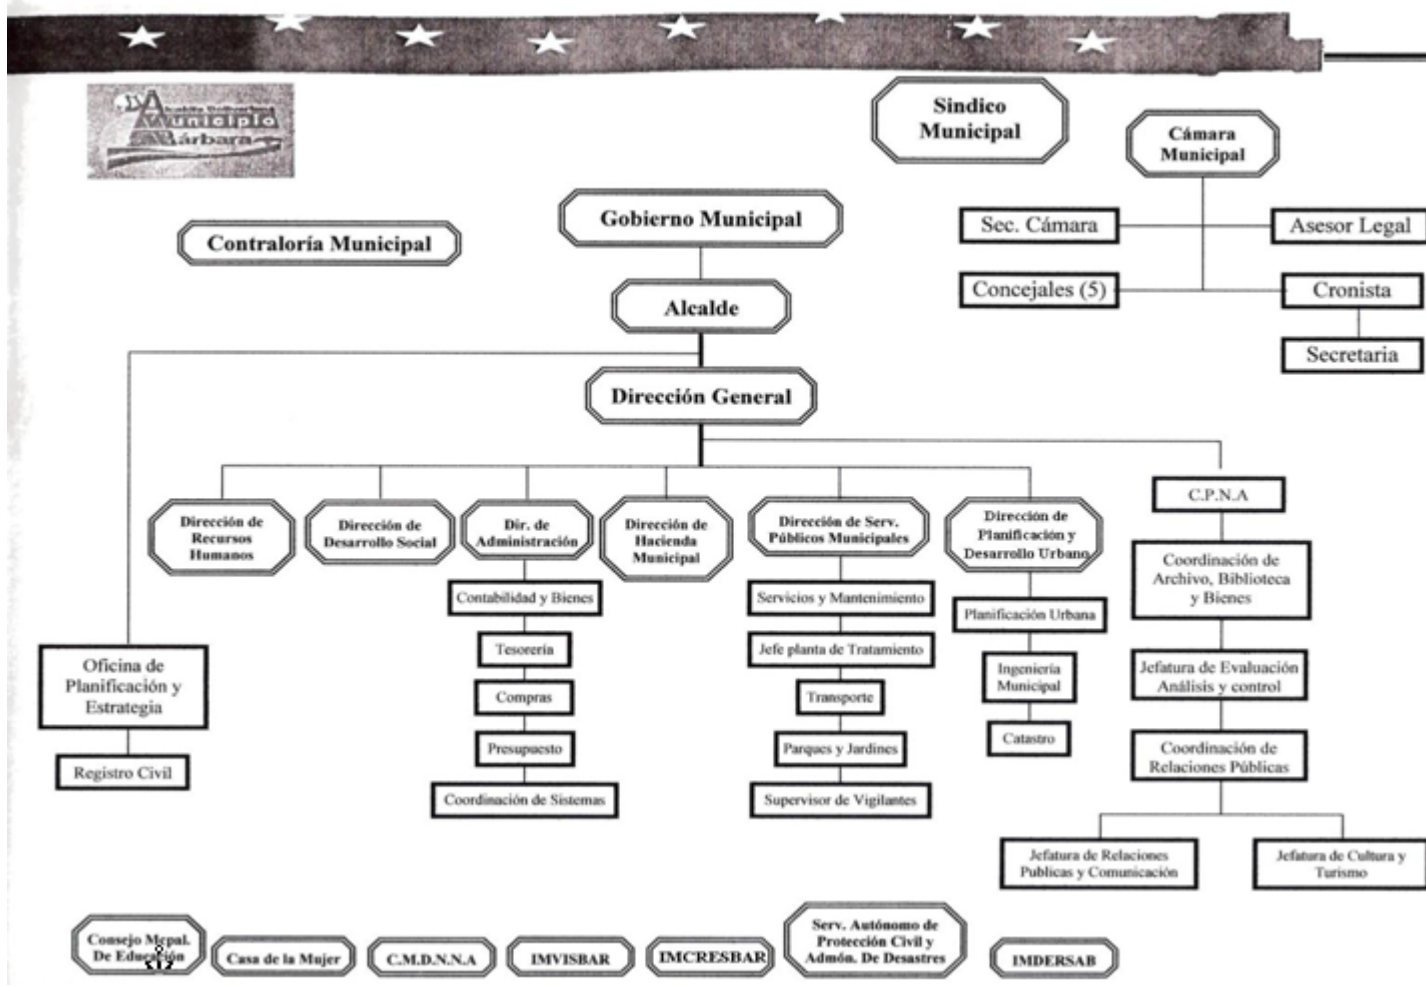 Alcaldía Bolivariana
Municipio
Bárbara
Sindico
Municipal
Cámara
Municipal
Contraloría Municipal
Gobierno Municipal
Sec. Cámara
Asesor Legal
Alcalde
Concejales (5)
Cronista
Secretaria
Dirección General
Dirección de
Recursos
Humanos
Dirección de
Desarrollo Social
Dir. de
Administración
Dirección de
Hacienda
Municipal
Dirección de Serv.
Públicos Municipales
Dirección de
Planificación y
Desarrollo Urbano
C.P.N.A
Contabilidad y Bienes
Tesorería
Compras
Presupuesto
Coordinación de Sistemas
Servicios y Mantenimiento
Jefe planta de Tratamiento
Transporte
Parques y Jardines
Supervisor de Vigilantes
Planificación Urbana
Ingeniería
Municipal
Catastro
Coordinación de
Archivo, Biblioteca
y Bienes
Jefatura de Evaluación
Análisis y control
Coordinación de
Relaciones Públicas
Jefatura de Relaciones
Publicas y Comunicación
Jefatura de Cultura y
Turismo
Oficina de
Planificación y
Estrategia
Registro Civil
Consejo Mcpal.
De Educación
Casa de la Mujer
C.M.D.N.N.A
IMVISBAR
IMCRESBAR
Serv. Autónomo de
Protección Civil y
Admón. De Desastres
IMDERSAB